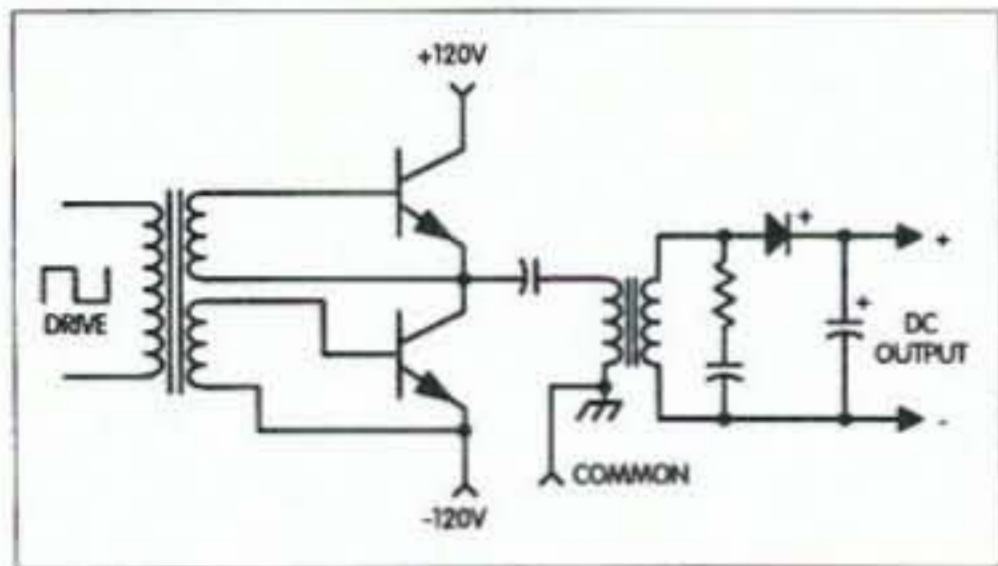 +120V
DRIVE
+
+
+
DC
OUTPUT
-
COMMON
-120V